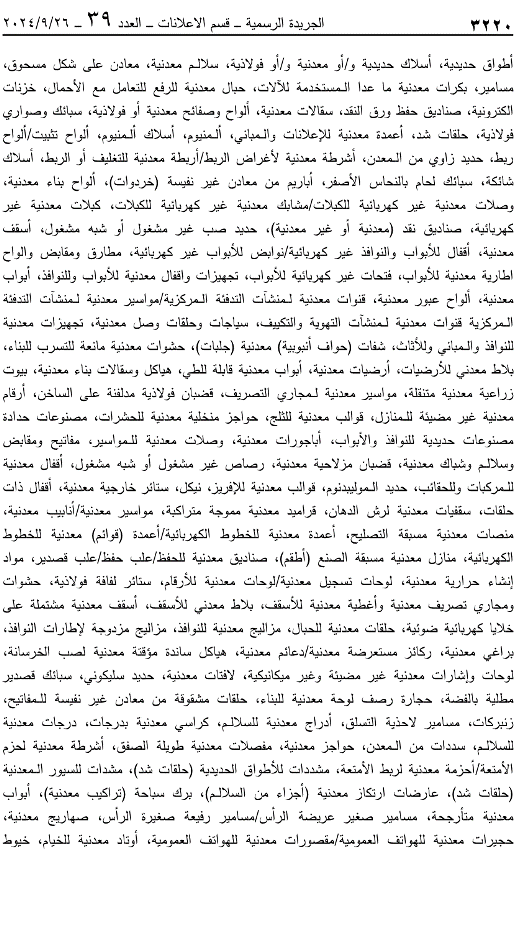 ٣٢٢٠ الجريدة الرسمية ــ قسم الاعلانات ــ العدد ٣٩ ــ ٢٠٢٤/٩/٢٦
أطواق حديدية، أسلاك حديدية و/أو معدنية و/أو فولاذية، سلالم معدنية، معادن على شكل مسحوق،
مسامير، بكرات معدنية ما عدا المستخدمة للآلات، حبال معدنية للرفع للتعامل مع الأحمال، خزنات
الكترونية، صناديق حفظ ورق النقد، سقالات معدنية، ألواح وصفائح معدنية أو فولاذية، سبائك وصواري
فولاذية، حلقات شد، أعمدة معدنية للإعلانات والمباني، ألمنيوم، أسلاك ألمنيوم، ألواح تثبيت/ألواح
ربط، حديد زاوي من المعدن، أشرطة معدنية لأغراض الربط/أربطة معدنية للتغليف أو الربط، أسلاك
شائكة، سبائك لحام بالنحاس الأصفر، أباريم من معادن غير نفيسة (خردوات)، ألواح بناء معدنية،
وصلات معدنية غير كهربائية للكبلات/مشابك معدنية غير كهربائية للكبلات، كبلات معدنية غير
كهربائية، صناديق نقد (معدنية أو غير معدنية)، حديد صب غير مشغول أو شبه مشغول، أسقف
معدنية، أقفال للأبواب والنوافذ غير كهربائية/نوابض للأبواب غير كهربائية، مطارق ومقابض والواح
اطارية معدنية للأبواب، فتحات غير كهربائية للأبواب، تجهيزات واقفال معدنية للأبواب وللنوافذ، أبواب
معدنية، ألواح عبور معدنية، قنوات معدنية لمنشآت التدفئة المركزية/مواسير معدنية لمنشآت التدفئة
المركزية قنوات معدنية لمنشآت التهوية والتكييف، سياجات وحلقات وصل معدنية، تجهيزات معدنية
للنوافذ والمباني وللأثاث، شفات (حواف أنبوبية) معدنية (جلبات)، حشوات معدنية مانعة للتسرب للبناء،
بلاط معدني للأرضيات، أرضيات معدنية، أبواب معدنية قابلة للطي، هياكل وسقالات بناء معدنية، بيوت
زراعية معدنية متنقلة، مواسير معدنية لمجاري التصريف، قضبان فولاذية مدلفنة على الساخن، أرقام
معدنية غير مضيئة للمنازل، قوالب معدنية للثلج، حواجز منخلية معدنية للحشرات، مصنوعات حدادة
مصنوعات حديدية للنوافذ والأبواب، أباجورات معدنية، وصلات معدنية للمواسير، مفاتيح ومقابض
وسلالم وشباك معدنية، قضبان مزلاجية معدنية، رصاص غير مشغول أو شبه مشغول، أقفال معدنية
للمركبات وللحقائب، حديد الموليبدنوم، قوالب معدنية للإفريز، نيكل، ستائر خارجية معدنية، أقفال ذات
حلقات، سقفيات معدنية لرش الدهان، قراميد معدنية مموجة متراكبة، مواسير معدنية/أنابيب معدنية،
منصات معدنية مسبقة التصليح، أعمدة معدنية للخطوط الكهربائية/أعمدة (قوائم) معدنية للخطوط
الكهربائية، منازل معدنية مسبقة الصنع (أطقم)، صناديق معدنية للحفظ/علب حفظ/علب قصدير، مواد
إنشاء حرارية معدنية، لوحات تسجيل معدنية/لوحات معدنية للأرقام، ستائر لفافة فولاذية، حشوات
ومجاري تصريف معدنية وأغطية معدنية للأسقف، بلاط معدني للأسقف، أسقف معدنية مشتملة على
خلايا كهربائية ضوئية، حلقات معدنية للحبال، مزاليج معدنية للنوافذ، مزاليج مزدوجة لإطارات النوافذ،
براغي معدنية، ركائز مستعرضة معدنية/دعائم معدنية، هياكل ساندة مؤقتة معدنية لصب الخرسانة،
لوحات وإشارات معدنية غير مضيئة وغير ميكانيكية، لافتات معدنية، حديد سليكوني، سبائك قصدير
مطلية بالفضة، حجارة رصف لوحة معدنية للبناء، حلقات مشقوقة من معادن غير نفيسة للمفاتيح،
زنبركات، مسامير لاحذية التسلق، أدراج معدنية للسلالم، كراسي معدنية بدرجات، درجات معدنية
للسلالم، سددات من المعدن، حواجز معدنية، مفصلات معدنية طويلة الصفق، أشرطة معدنية لحزم
الأمتعة/أحزمة معدنية لربط الأمتعة، مشددات للأطواق الحديدية (حلقات شد)، مشدات للسيور المعدنية
(حلقات شد)، عارضات ارتكاز معدنية (أجزاء من السلالم)، برك سباحة (تراكيب معدنية)، أبواب
معدنية متأرجحة، مسامير صغير عريضة الرأس/مسامير رفيعة صغيرة الرأس، صهاريج معدنية،
حجيرات معدنية للهواتف العمومية/مقصورات معدنية للهواتف العمومية، أوتاد معدنية للخيام، خيوط